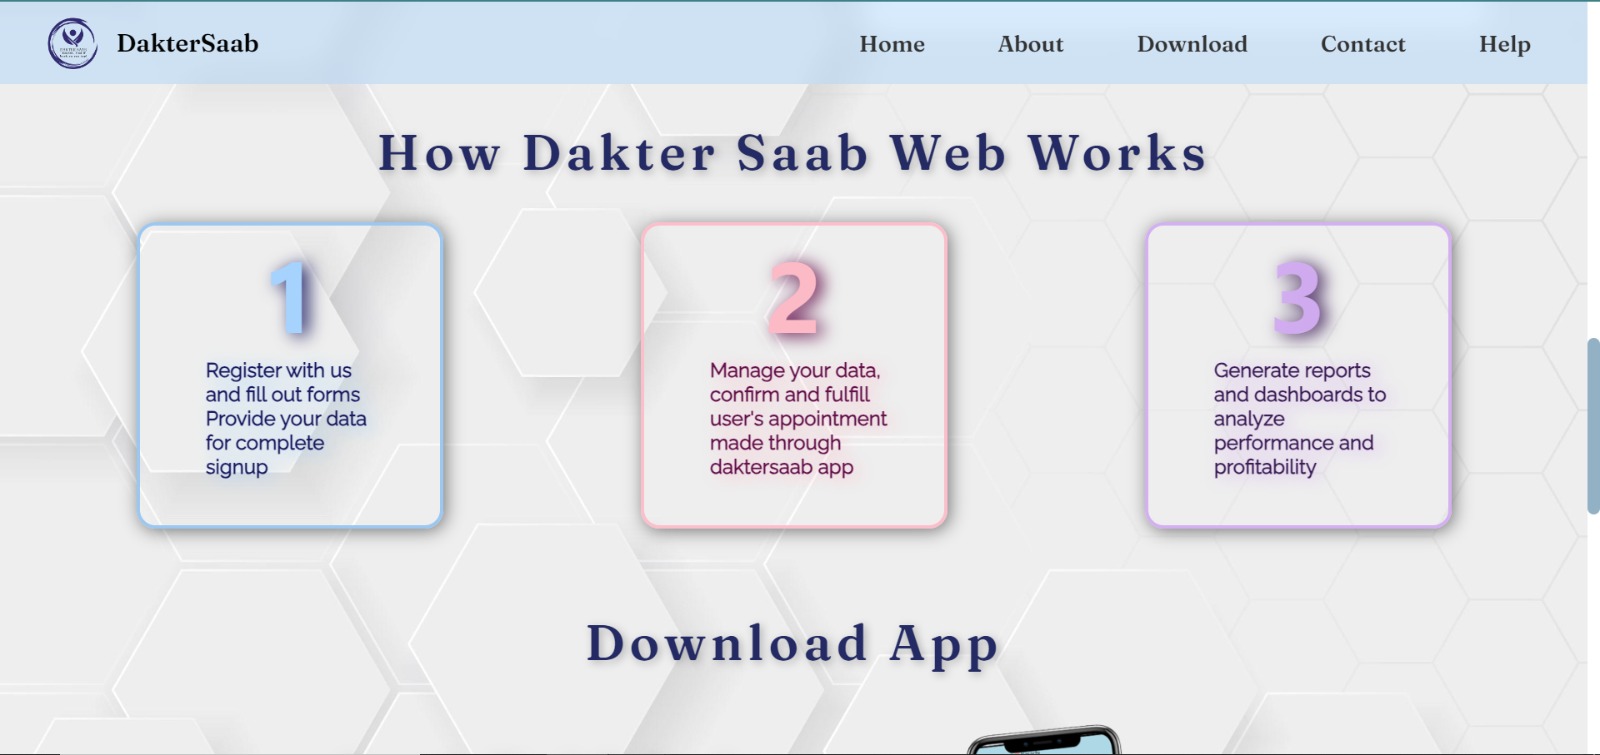 DakterSaab
Home
About
Download
Contact
Help
How Dakter Saab Web Works
1
Register with us
and fill out forms
Provide your data
for complete
signup
2
Manage your data,
confirm and fulfill
user's appointment
made through
daktersaab app
3
Generate reports
and dashboards to
analyze
performance and
profitability
Download App